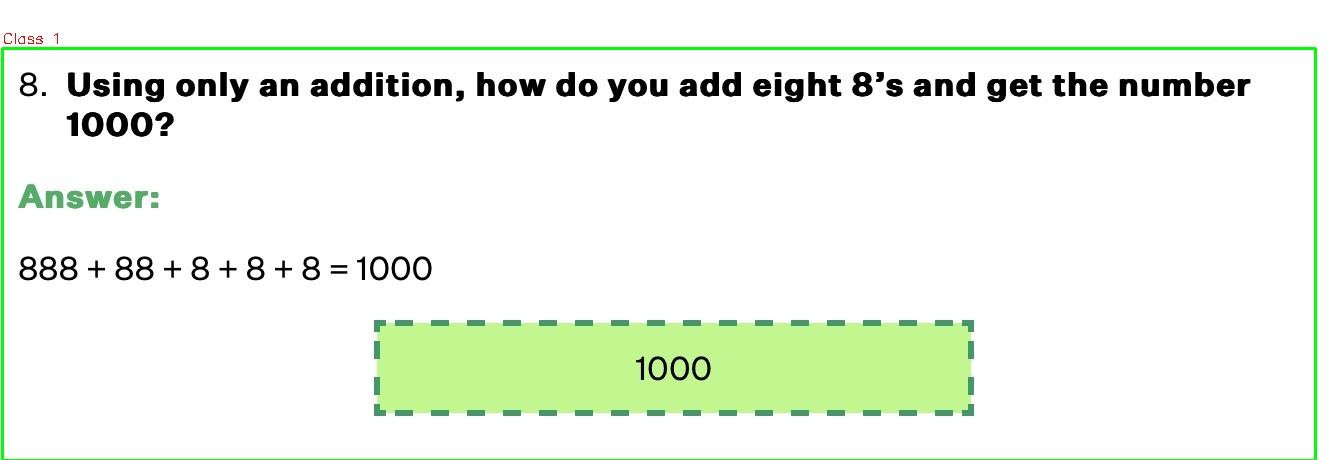 Class 1
8. Using only an addition, how do you add eight 8’s and get the number
1000?
Answer:
888 + 88 + 8 + 8 + 8 = 1000
1000